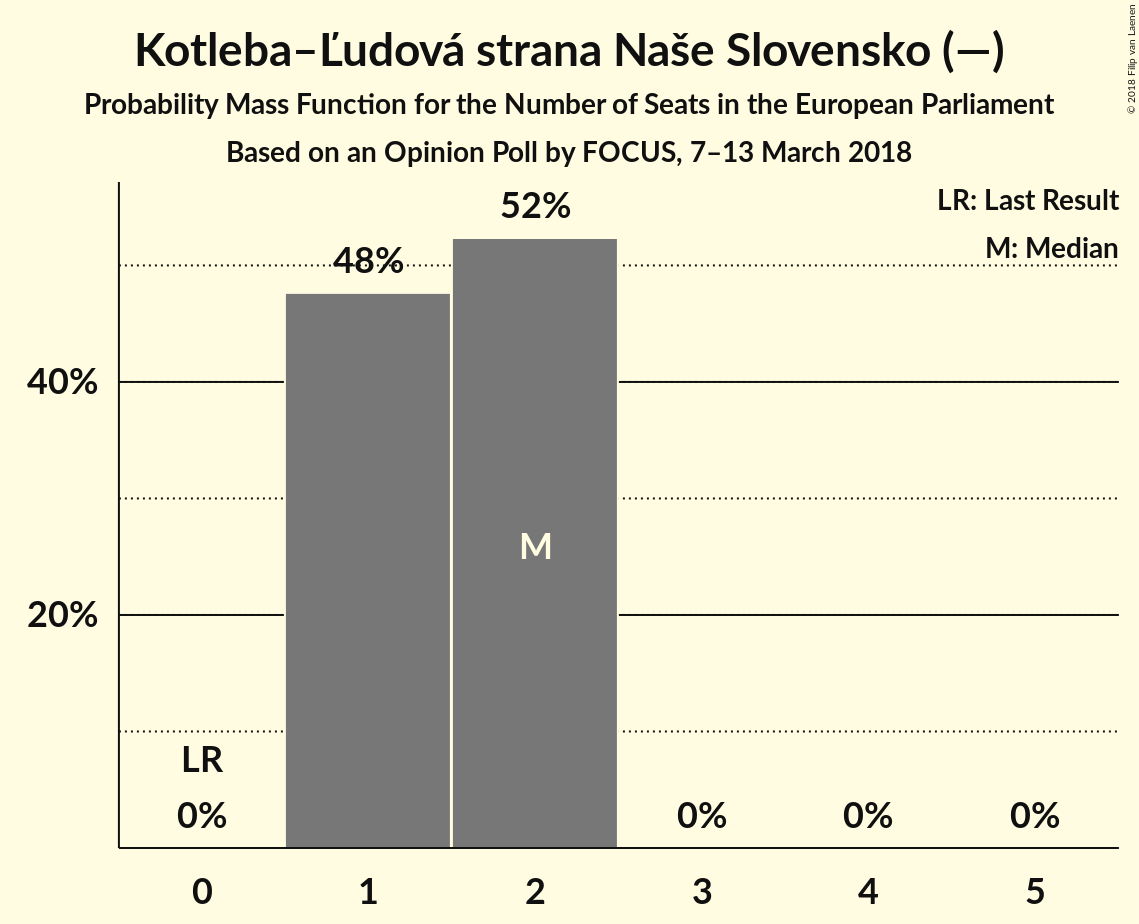 Kotleba–Ľudová strana Naše Slovensko (—)
Probability Mass Function for the Number of Seats in the European Parliament
Based on an Opinion Poll by FOCUS, 7–13 March 2018
© 2018 Filip van Laenen
LR: Last Result
M: Median
52%
48%
40%
M
20%
LR
0%
0%
0%
0%
0
1
2
3
4
5